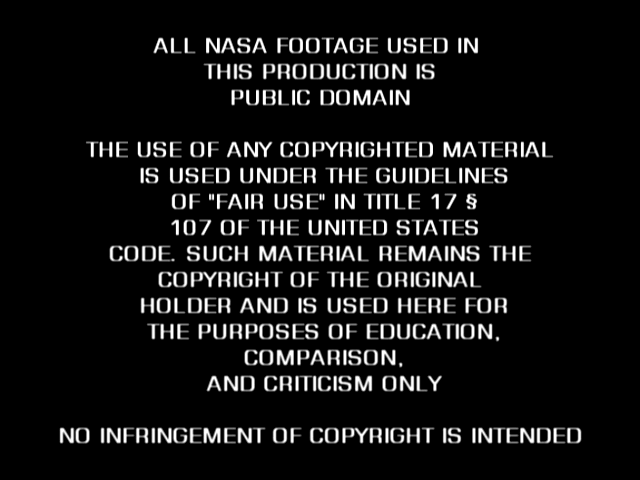 ALL NASA FOOTAGE USED IN
THIS PRODUCTION IS
PUBLIC DOMAIN
THE USE OF ANY COPYRIGHTED MATERIAL
IS USED UNDER THE GUIDELINES
OF "FAIR USE" IN TITLE 17 §
107 OF THE UNITED STATES
CODE. SUCH MATERIAL REMAINS THE
COPYRIGHT OF THE ORIGINAL
HOLDER AND IS USED HERE FOR
THE PURPOSES OF EDUCATION,
COMPARISON,
AND CRITICISM ONLY
NO INFRINGEMENT OF COPYRIGHT IS INTENDED